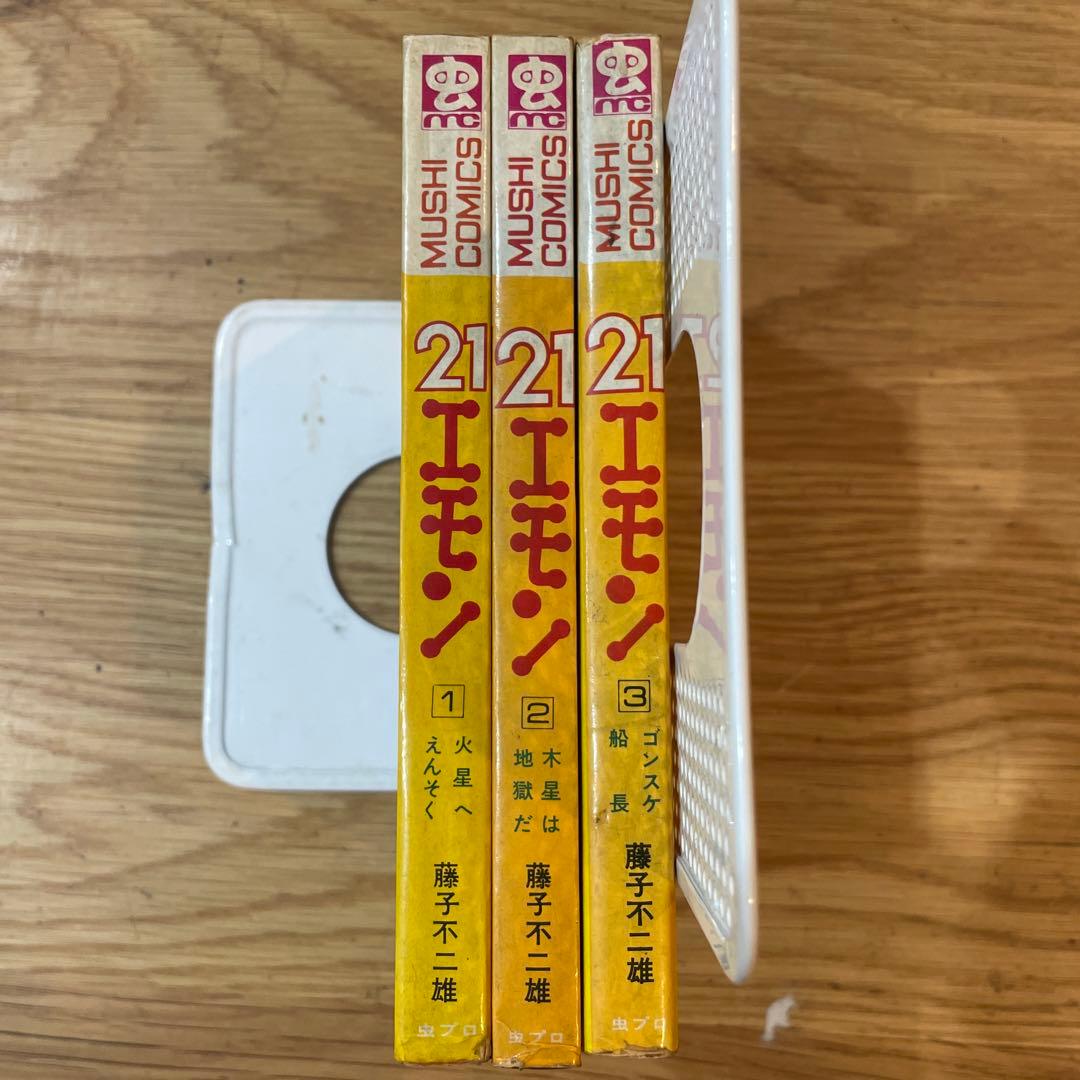 虫
mc
MUSHI
COMICS
21
エモン
1
火星へ
えんそく
藤子不二雄
虫プロ
虫
mc
MUSHI
COMICS
21
エモン
2
木星は
地獄だ
藤子不二雄
虫プロ
虫
mc
MUSHI
COMICS
21
エモン
3
ゴンスケ
船長
藤子不二雄
虫プロ